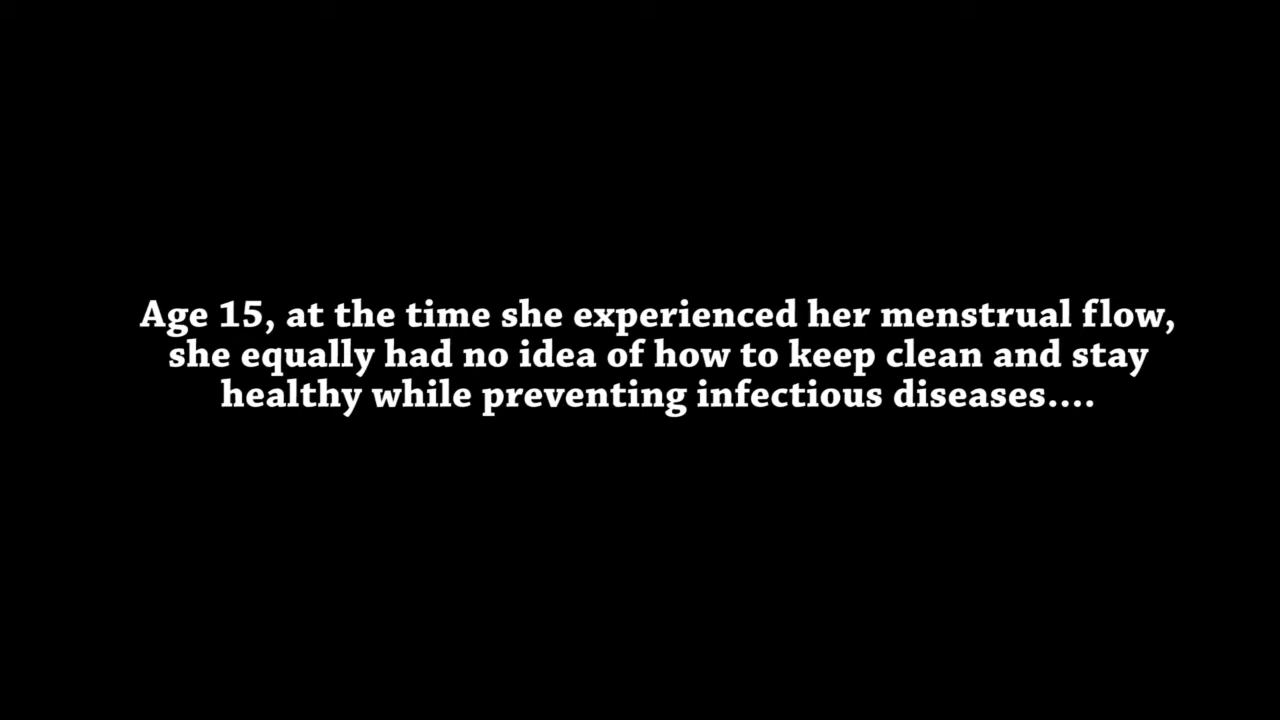 Age 15, at the time she experienced her menstrual flow,
she equally had no idea of how to keep clean and stay
healthy while preventing infectious diseases....